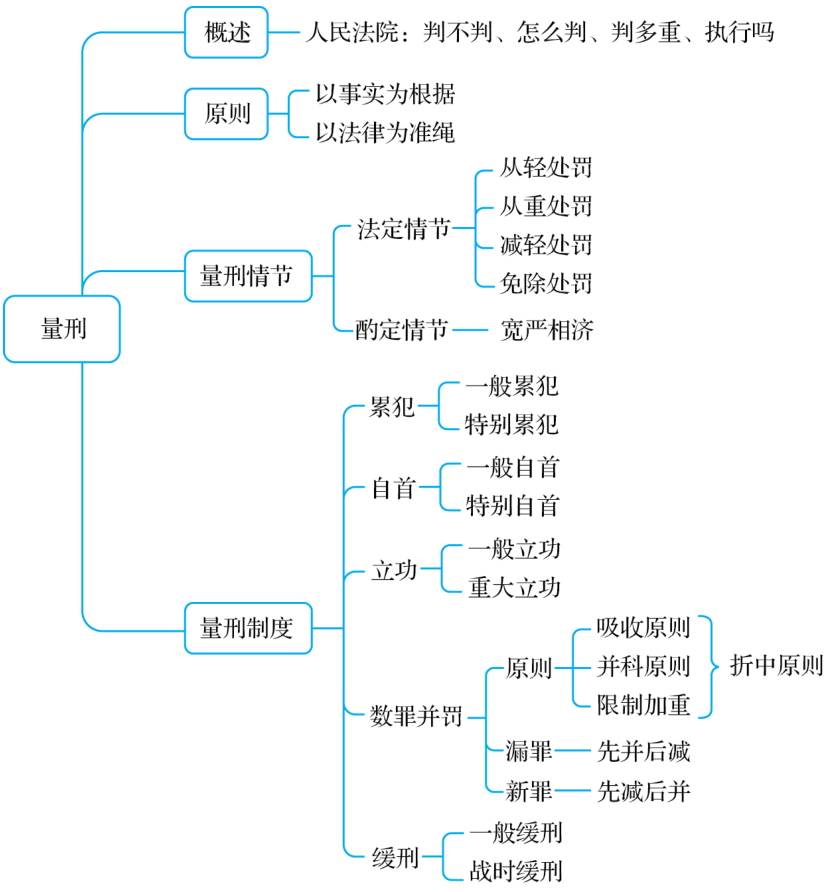 概述
人民法院：判不判、怎么判、判多重、执行吗
原则
以事实为根据
以法律为准绳
量刑
量刑情节
法定情节
从轻处罚
从重处罚
减轻处罚
免除处罚
酌定情节
宽严相济
量刑制度
累犯
一般累犯
特别累犯
自首
一般自首
特别自首
立功
一般立功
重大立功
数罪并罚
原则
吸收原则
并科原则
限制加重
折中原则
漏罪
先并后减
新罪
先减后并
缓刑
一般缓刑
战时缓刑